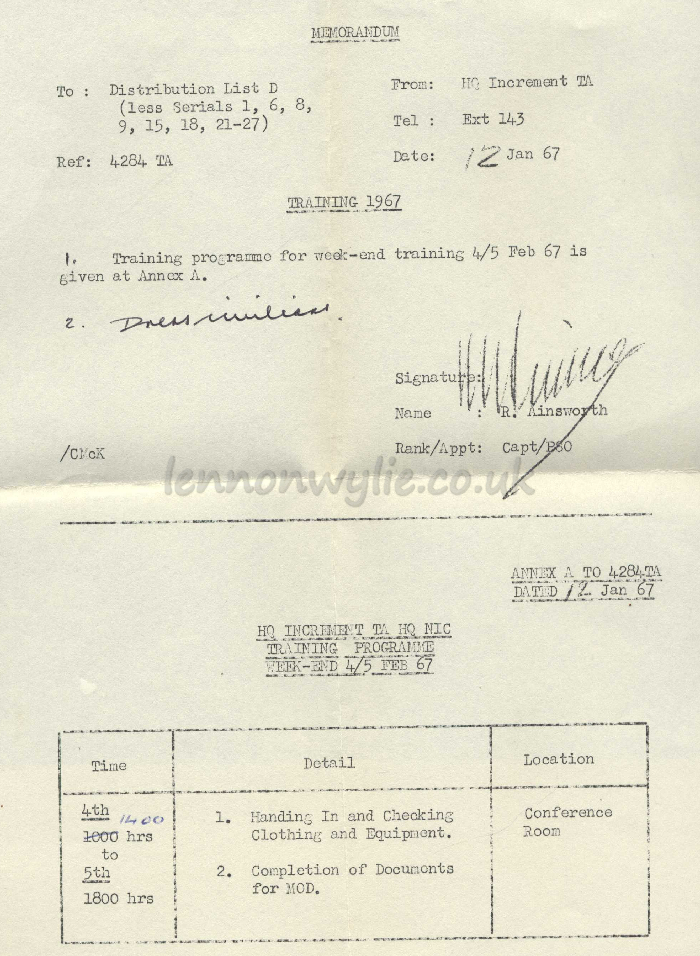 MEMORANDUM
To : Distribution List D
(less Serials 1, 6, 8,
9, 15, 18, 21-27)
Ref: 4284 TA
From: HQ Increment TA
Tel : Ext 143
Date: 12 Jan 67
TRAINING 1967
1. Training programme for week-end training 4/5 Feb 67 is
given at Annex A.
2. Dress civilian.
Signature:
Name : R. Ainsworth
Rank/Appt: Capt/PSO
/CMcK
lennonwylie.co.uk
ANNEX A TO 4284TA
DATED 12 Jan 67
HQ INCREMENT TA HQ NIC
TRAINING PROGRAMME
WEEK-END 4/5 FEB 67
Time Detail Location
4th
1400
1000 hrs
to
5th
1800 hrs
1. Handing In and Checking
Clothing and Equipment.
2. Completion of Documents
for MOD.
Conference
Room